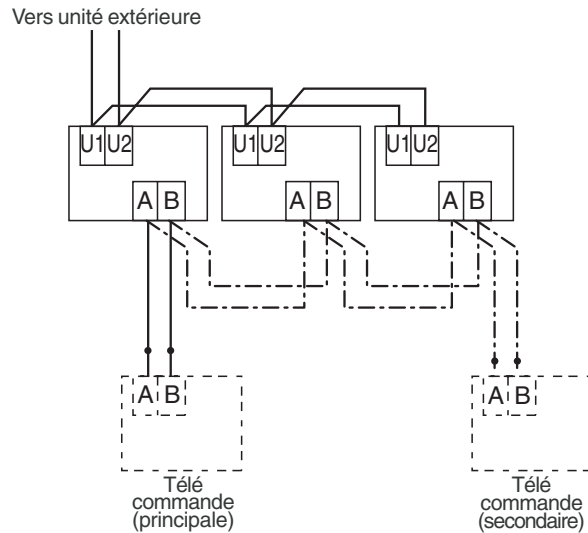 Vers unité extérieure
U1 U2 U1 U2 U1 U2
A B A B A B
A B A B
Télé
commande
(principale)
Télé
commande
(secondaire)